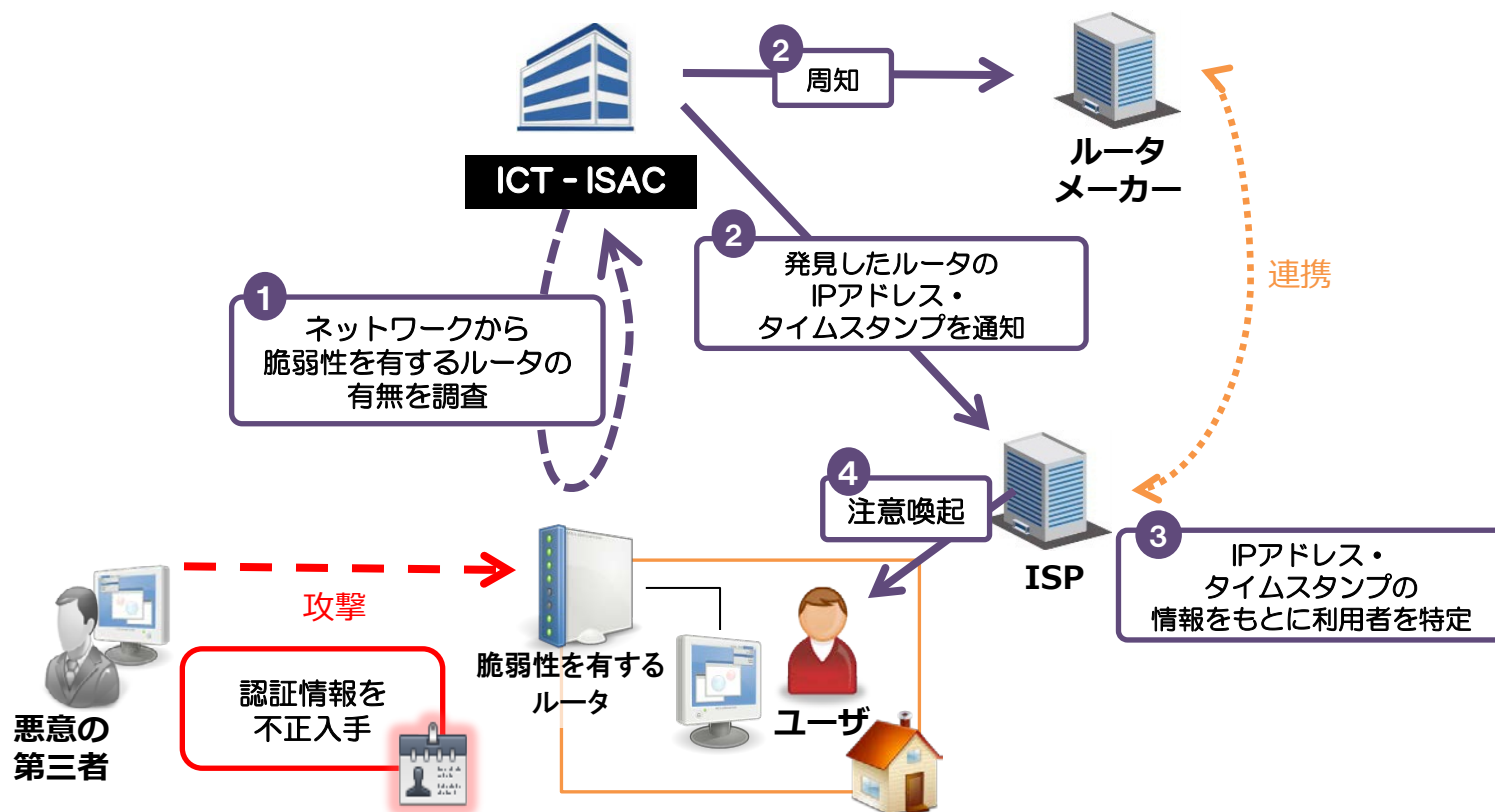 2
周知
ルータ
メーカー
ICT - ISAC
2
発見したルータの
IPアドレス・
タイムスタンプを通知
連携
1
ネットワークから
脆弱性を有するルータの
有無を調査
4
注意喚起
ISP
3
IPアドレス・
タイムスタンプの
情報をもとに利用者を特定
攻撃
脆弱性を有する
ルータ
ユーザ
認証情報を
不正入手
悪意の
第三者